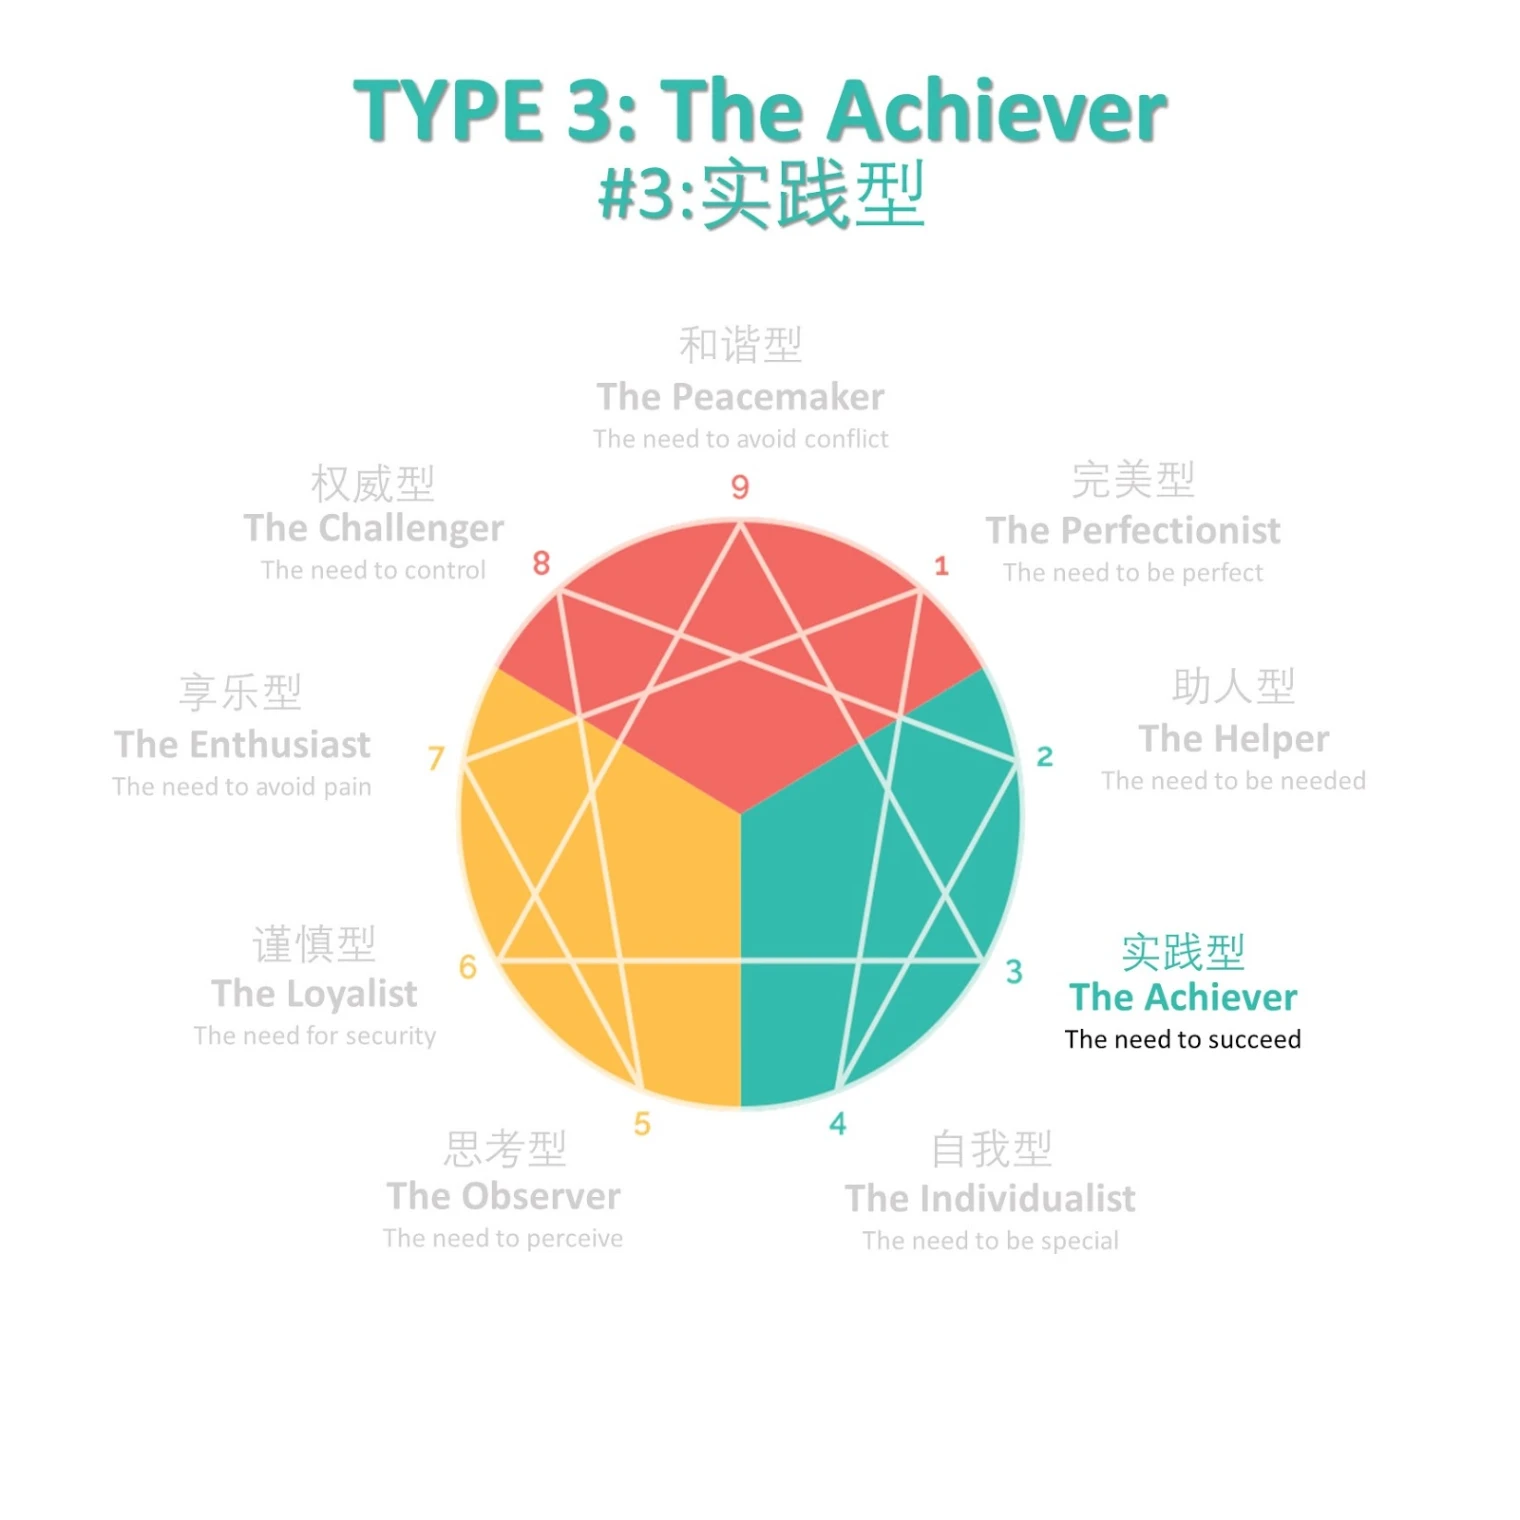 TYPE 3: The Achiever
#3:实践型
和谐型
The Peacemaker
The need to avoid conflict
9
权威型
The Challenger
The need to control
8
完美型
The Perfectionist
The need to be perfect
1
享乐型
The Enthusiast
The need to avoid pain
7
助人型
The Helper
The need to be needed
2
谨慎型
The Loyalist
The need for security
6
实践型
The Achiever
The need to succeed
3
思考型
The Observer
The need to perceive
5
自我型
The Individualist
The need to be special
4